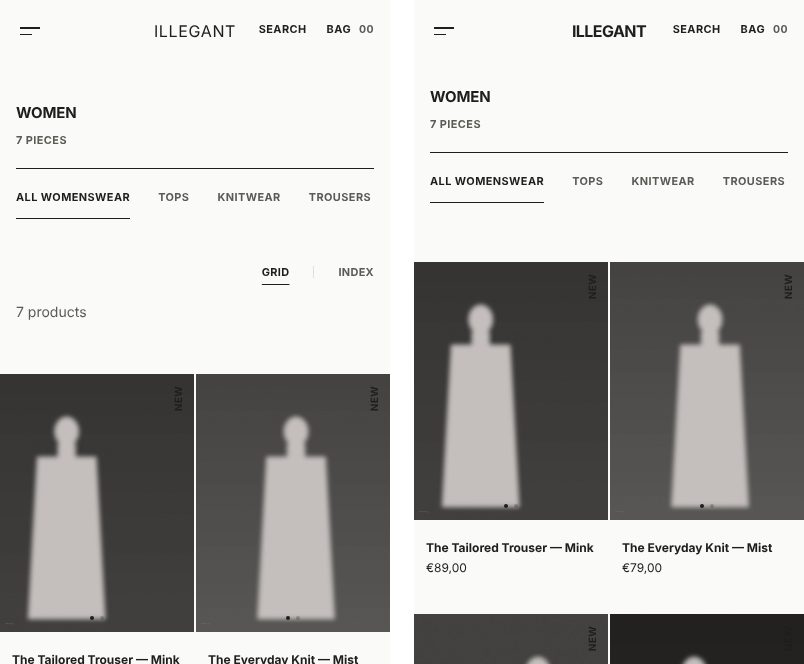 ILLEGANT SEARCH BAG 00
WOMEN
7 PIECES
ALL WOMENSWEAR TOPS KNITWEAR TROUSERS
GRID INDEX
7 products
NEW
NEW
The Tailored Trouser — Mink The Everyday Knit — Mist
ILLEGANT SEARCH BAG 00
WOMEN
7 PIECES
ALL WOMENSWEAR TOPS KNITWEAR TROUSERS
NEW
NEW
The Tailored Trouser — Mink The Everyday Knit — Mist
€89,00 €79,00
NEW
NEW